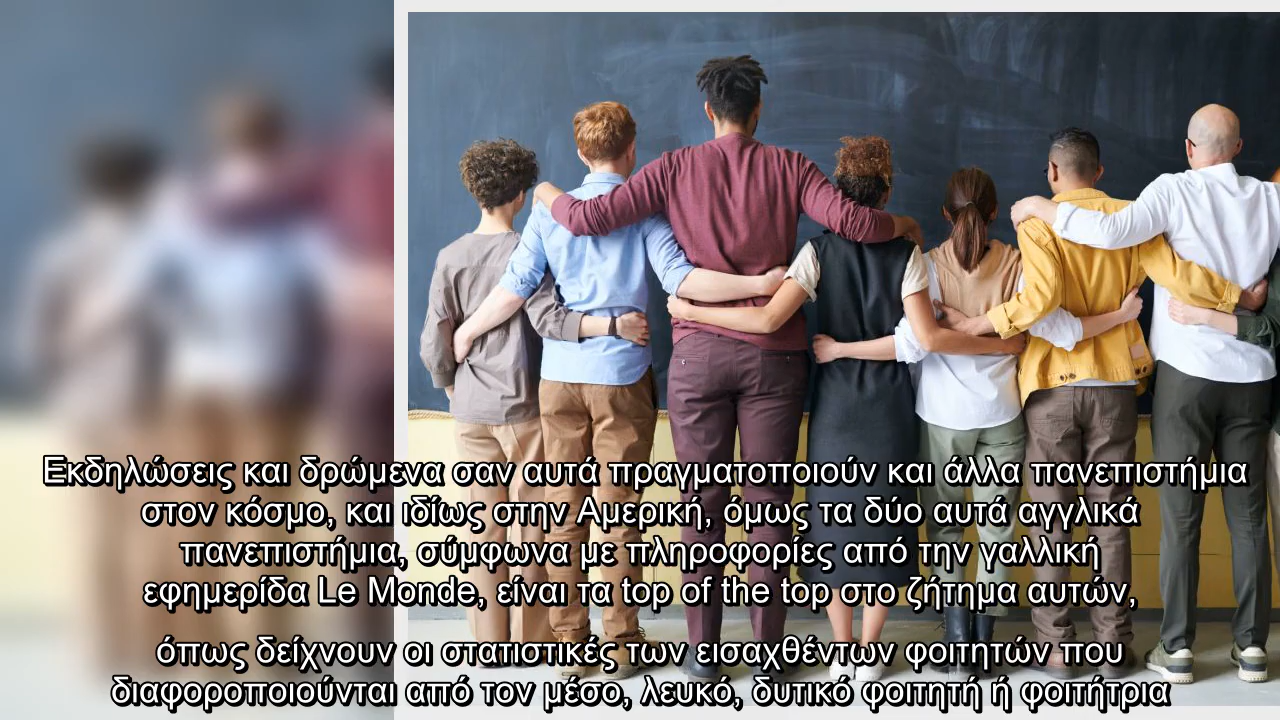 Εκδηλώσεις και δρώμενα σαν αυτά πραγματοποιούν και άλλα πανεπιστήμια
στον κόσμο, και ιδίως στην Αμερική, όμως τα δύο αυτά αγγλικά
πανεπιστήμια, σύμφωνα με πληροφορίες από την γαλλική
εφημερίδα Le Monde, είναι τα top of the top στο ζήτημα αυτών,
όπως δείχνουν οι στατιστικές των εισαχθέντων φοιτητών που
διαφοροποιούνται από τον μέσο, λευκό, δυτικό φοιτητή ή φοιτήτρια